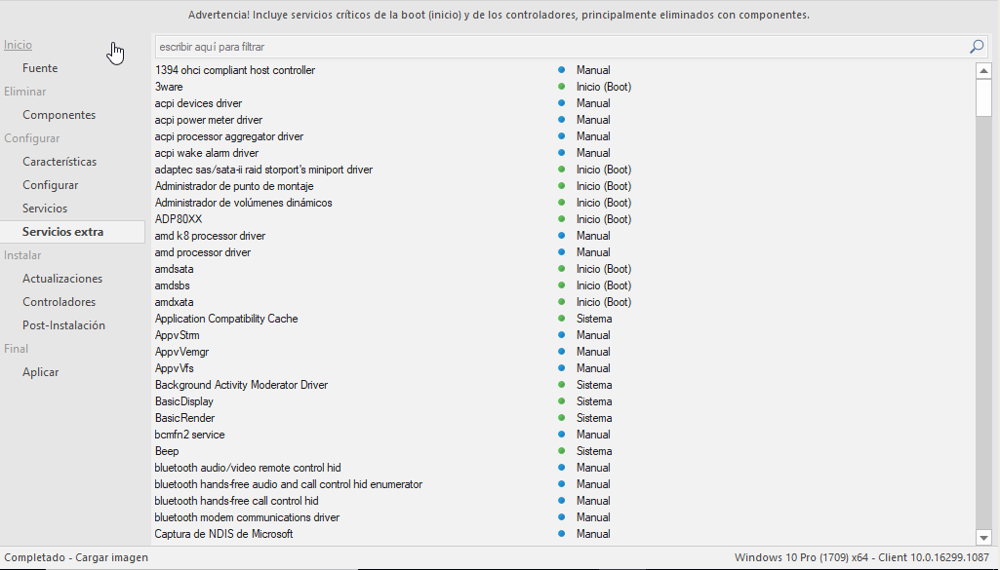 Advertencia! Incluye servicios críticos de la boot (inicio) y de los controladores, principalmente eliminados con componentes.
Inicio
Fuente
Eliminar
Componentes
Configurar
Características
Configurar
Servicios
Servicios extra
Instalar
Actualizaciones
Controladores
Post-Instalación
Final
Aplicar
escribir aquí para filtrar
1394 ohci compliant host controller Manual
3ware Inicio (Boot)
acpi devices driver Manual
acpi power meter driver Manual
acpi processor aggregator driver Manual
acpi wake alarm driver Manual
adaptec sas/sata-ii raid storport's miniport driver Inicio (Boot)
Administrador de punto de montaje Inicio (Boot)
Administrador de volúmenes dinámicos Inicio (Boot)
ADP80XX Inicio (Boot)
amd k8 processor driver Manual
amd processor driver Manual
amdsata Inicio (Boot)
amdsbs Inicio (Boot)
amdxata Inicio (Boot)
Application Compatibility Cache Sistema
AppvStrm Manual
AppvVemgr Manual
AppvVfs Manual
Background Activity Moderator Driver Sistema
BasicDisplay Sistema
BasicRender Sistema
bcmfn2 service Manual
Beep Sistema
bluetooth audio/video remote control hid Manual
bluetooth hands-free audio and call control hid enumerator Manual
bluetooth hands-free call control hid Manual
bluetooth modem communications driver Manual
Captura de NDIS de Microsoft Manual
Completado - Cargar imagen
Windows 10 Pro (1709) x64 - Client 10.0.16299.1087